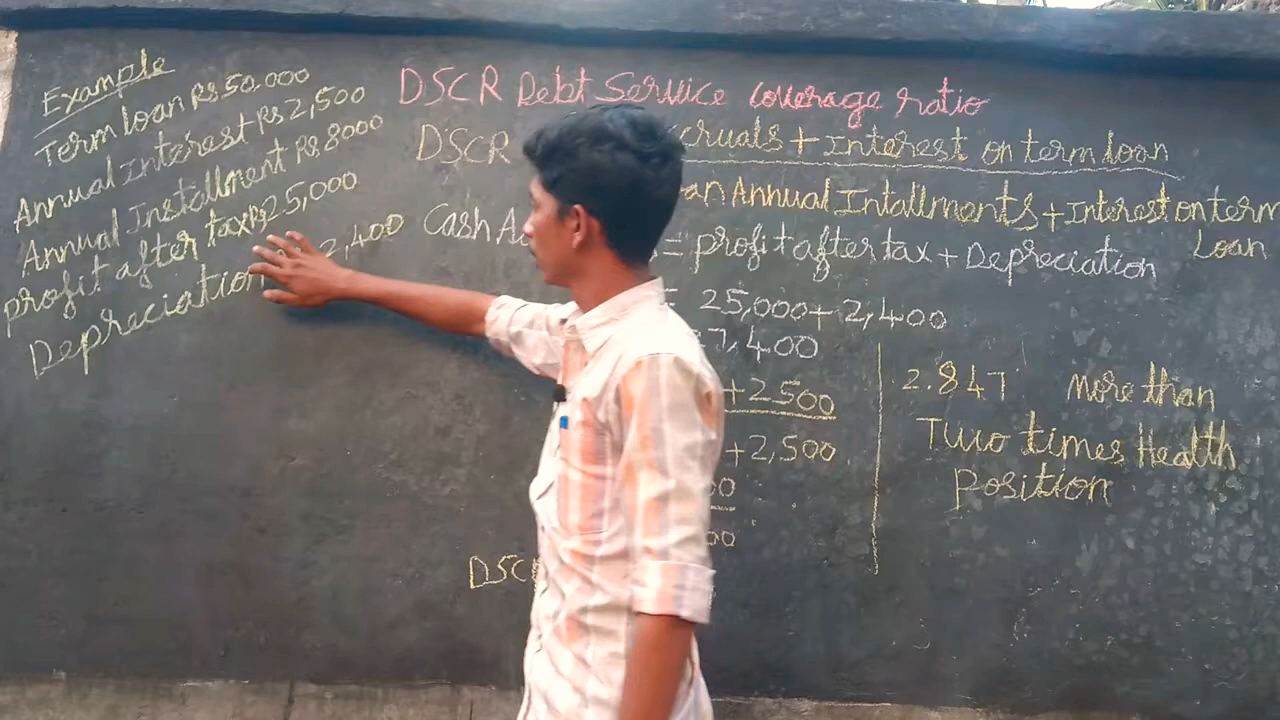 Example
Term loan Rs.50,000
Annual Interest Rs 2,500
Annual Installment Rs.8000
profit after tax Rs25,000
Depreciation 2,400
DSCR Debt Service coverage ratio
DSCR cruals + Interest on term loan
an Annual Intallments + Interest on term
Loan
Cash A = profit after tax + Depreciation
= 25,000 + 2,400
7,400
+2500
+2,500
00
DSC
2.847 more than
Two times Health
position